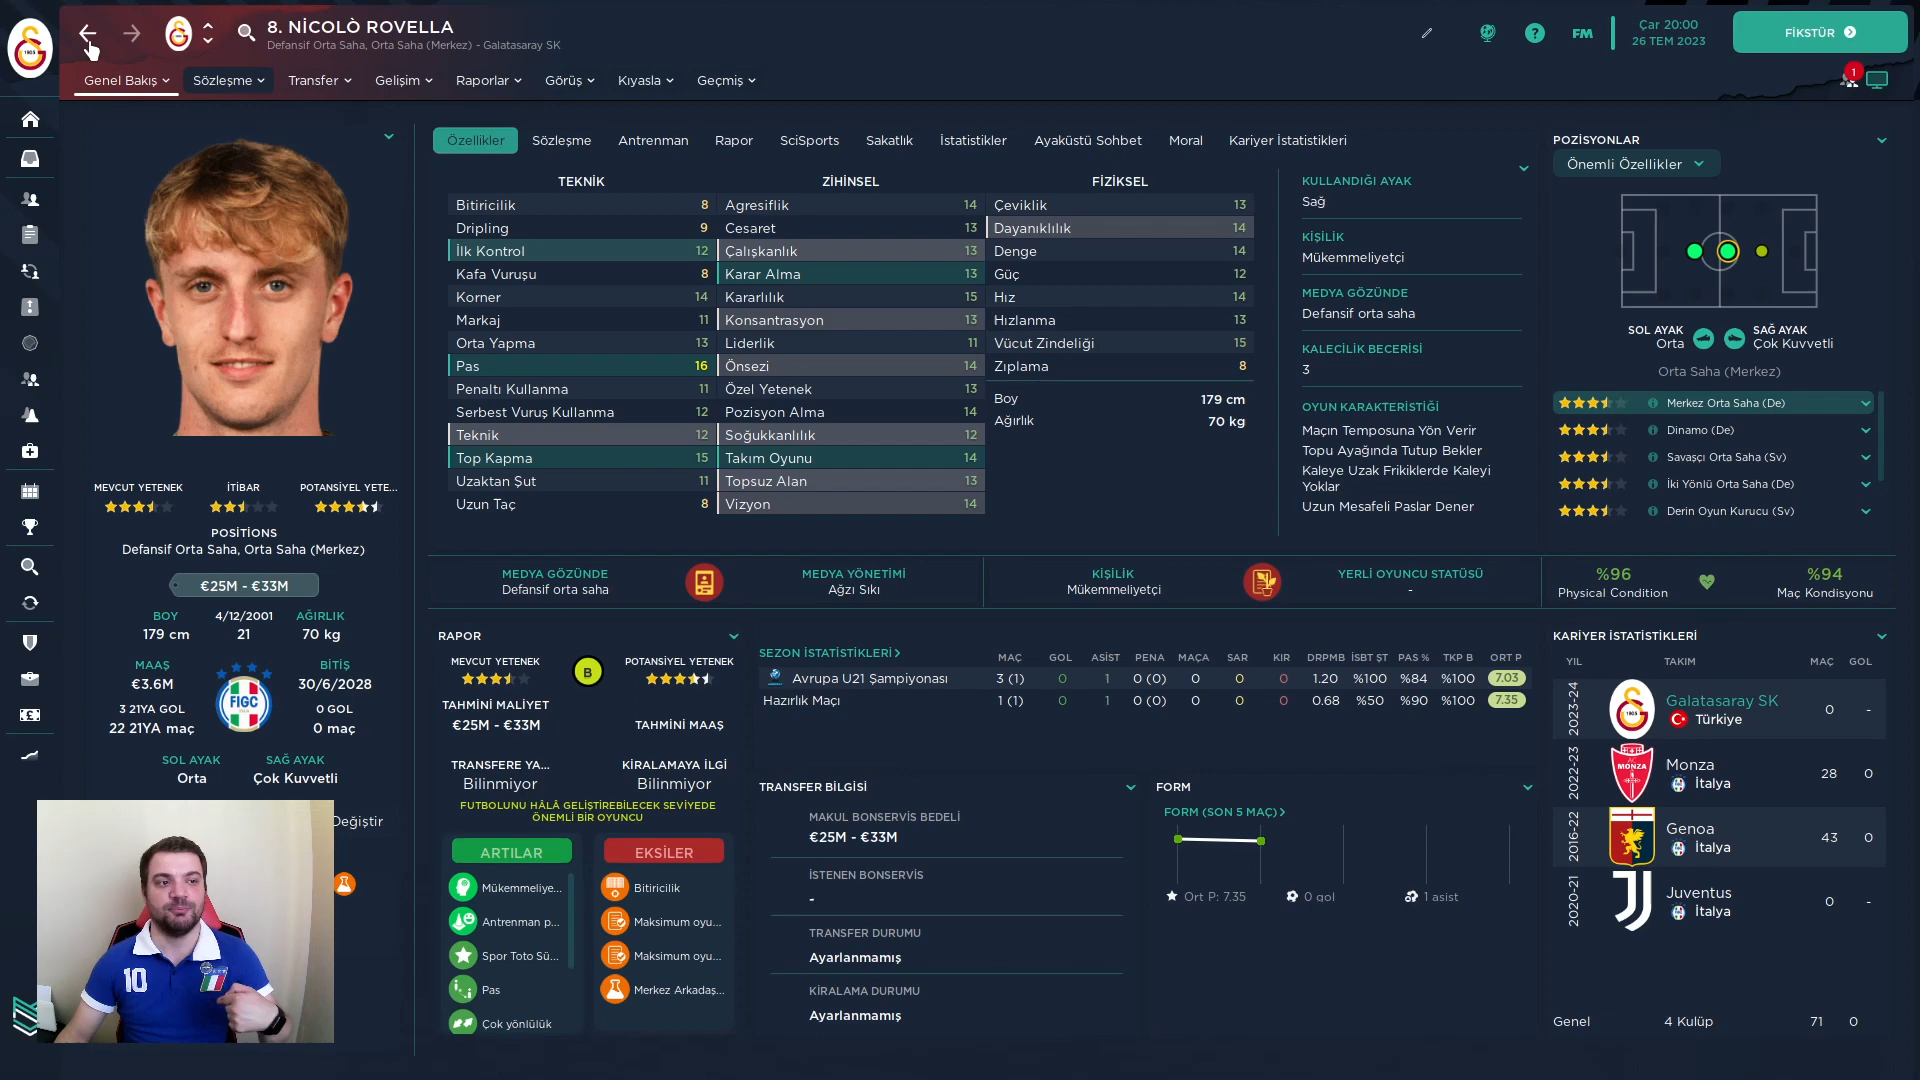 8. NİCOLÒ ROVELLA
Defansif Orta Saha, Orta Saha (Merkez) - Galatasaray SK
FM
Çar 20:00
26 TEM 2023
FİKSTÜR
1
Genel Bakış
Sözleşme
Transfer
Gelişim
Raporlar
Görüş
Kıyasla
Geçmiş
Özellikler
Sözleşme
Antrenman
Rapor
SciSports
Sakatlık
İstatistikler
Ayaküstü Sohbet
Moral
Kariyer İstatistikleri
TEKNİK
Bitiricilik 8
Dripling 9
İlk Kontrol 12
Kafa Vuruşu 8
Korner 14
Markaj 11
Orta Yapma 13
Pas 16
Penaltı Kullanma 11
Serbest Vuruş Kullanma 12
Teknik 12
Top Kapma 15
Uzaktan Şut 11
Uzun Taç 8
ZİHİNSEL
Agresiflik 14
Cesaret 13
Çalışkanlık 13
Karar Alma 13
Kararlılık 15
Konsantrasyon 13
Liderlik 11
Önsezi 14
Özel Yetenek 13
Pozisyon Alma 14
Soğukkanlılık 12
Takım Oyunu 14
Topsuz Alan 13
Vizyon 14
FİZİKSEL
Çeviklik 13
Dayanıklılık 14
Denge 14
Güç 12
Hız 14
Hızlanma 13
Vücut Zindeliği 15
Zıplama 8
Boy 179 cm
Ağırlık 70 kg
KULLANDIĞI AYAK
Sağ
KİŞİLİK
Mükemmeliyetçi
MEDYA GÖZÜNDE
Defansif orta saha
KALECİLİK BECERİSİ
3
OYUN KARAKTERİSTİĞİ
Maçın Temposuna Yön Verir
Topu Ayağında Tutup Bekler
Kaleye Uzak Frikiklerde Kaleyi
Yoklar
Uzun Mesafeli Paslar Dener
POZİSYONLAR
Önemli Özellikler
SOL AYAK
Orta
SAĞ AYAK
Çok Kuvvetli
Orta Saha (Merkez)
Merkez Orta Saha (De)
Dinamo (De)
Savaşçı Orta Saha (Sv)
İki Yönlü Orta Saha (De)
Derin Oyun Kurucu (Sv)
MEVCUT YETENEK
İTİBAR
POTANSİYEL YETE...
POSİTİONS
Defansif Orta Saha, Orta Saha (Merkez)
€25M - €33M
BOY
179 cm
4/12/2001
21
AĞIRLIK
70 kg
MAAŞ
€3.6M
3 21YA GOL
22 21YA maç
FIGC
BİTİŞ
30/6/2028
0 GOL
0 maç
SOL AYAK
Orta
SAĞ AYAK
Çok Kuvvetli
Değiştir
10
MEDYA GÖZÜNDE
Defansif orta saha
MEDYA YÖNETİMİ
Ağzı Sıkı
KİŞİLİK
Mükemmeliyetçi
YERLİ OYUNCU STATÜSÜ
-
%96
Physical Condition
%94
Maç Kondisyonu
RAPOR
MEVCUT YETENEK
B
POTANSİYEL YETENEK
TAHMİNİ MALİYET
€25M - €33M
TAHMİNİ MAAŞ
TRANSFERE YA...
Bilinmiyor
KİRALAMAYA İLGİ
Bilinmiyor
FUTBOLUNU HÂLÂ GELİŞTİREBİLECEK SEVİYEDE
ÖNEMLİ BİR OYUNCU
ARTILAR
Mükemmeliye...
Antrenman p...
Spor Toto Sü...
Pas
Çok yönlülük
EKSİLER
Bitiricilik
Maksimum oyu...
Maksimum oyu...
Merkez Arkadaş...
SEZON İSTATİSTİKLERİ MAÇ GOL ASİST PENA MAÇA SAR KIR DRPMB İSBT ŞT PAS % TKP B ORT P
Avrupa U21 Şampiyonası 3 (1) 0 1 0 (0) 0 0 0 1.20 %100 %84 %100 7.03
Hazırlık Maçı 1 (1) 0 1 0 (0) 0 0 0 0.68 %50 %90 %100 7.35
TRANSFER BİLGİSİ
MAKUL BONSERVİS BEDELİ
€25M - €33M
İSTENEN BONSERVİS
-
TRANSFER DURUMU
Ayarlanmamış
KİRALAMA DURUMU
Ayarlanmamış
FORM
FORM (SON 5 MAÇ)
Ort P: 7.35
0 gol
1 asist
KARİYER İSTATİSTİKLERİ
YIL TAKIM MAÇ GOL
2023-24 Galatasaray SK 0 -
Türkiye
2022-23 Monza 28 0
İtalya
2016-22 Genoa 43 0
İtalya
2020-21 Juventus 0 -
İtalya
Genel 4 Kulüp 71 0